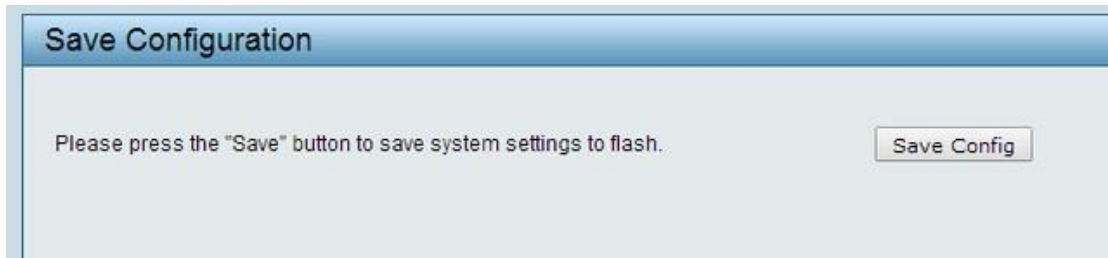 Save Configuration
Please press the "Save" button to save system settings to flash.
Save Config